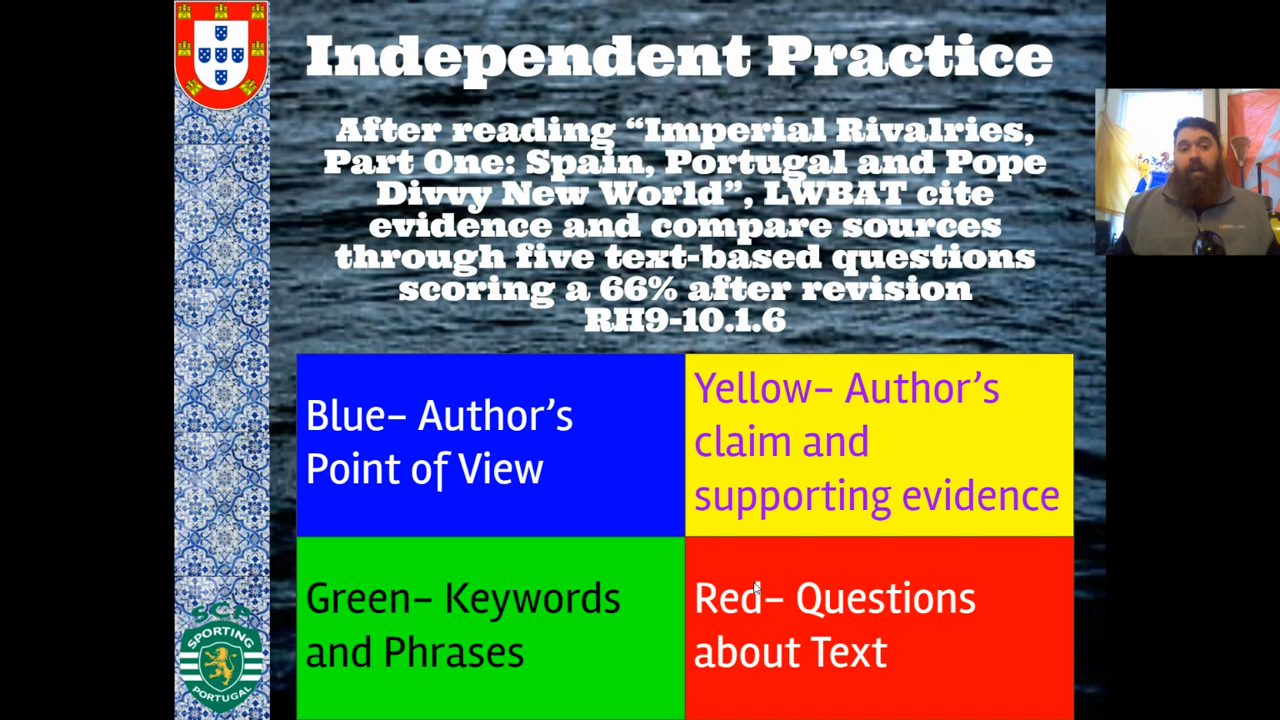 Independent Practice
After reading “Imperial Rivalries,
Part One: Spain, Portugal and Pope
Divvy New World”, LWBAT cite
evidence and compare sources
through five text-based questions
scoring a 66% after revision
RH9-10.1.6
Blue– Author’s
Point of View
Yellow– Author’s
claim and
supporting evidence
Green– Keywords
and Phrases
Red– Questions
about Text
SCP
SPORTING
PORTUGAL